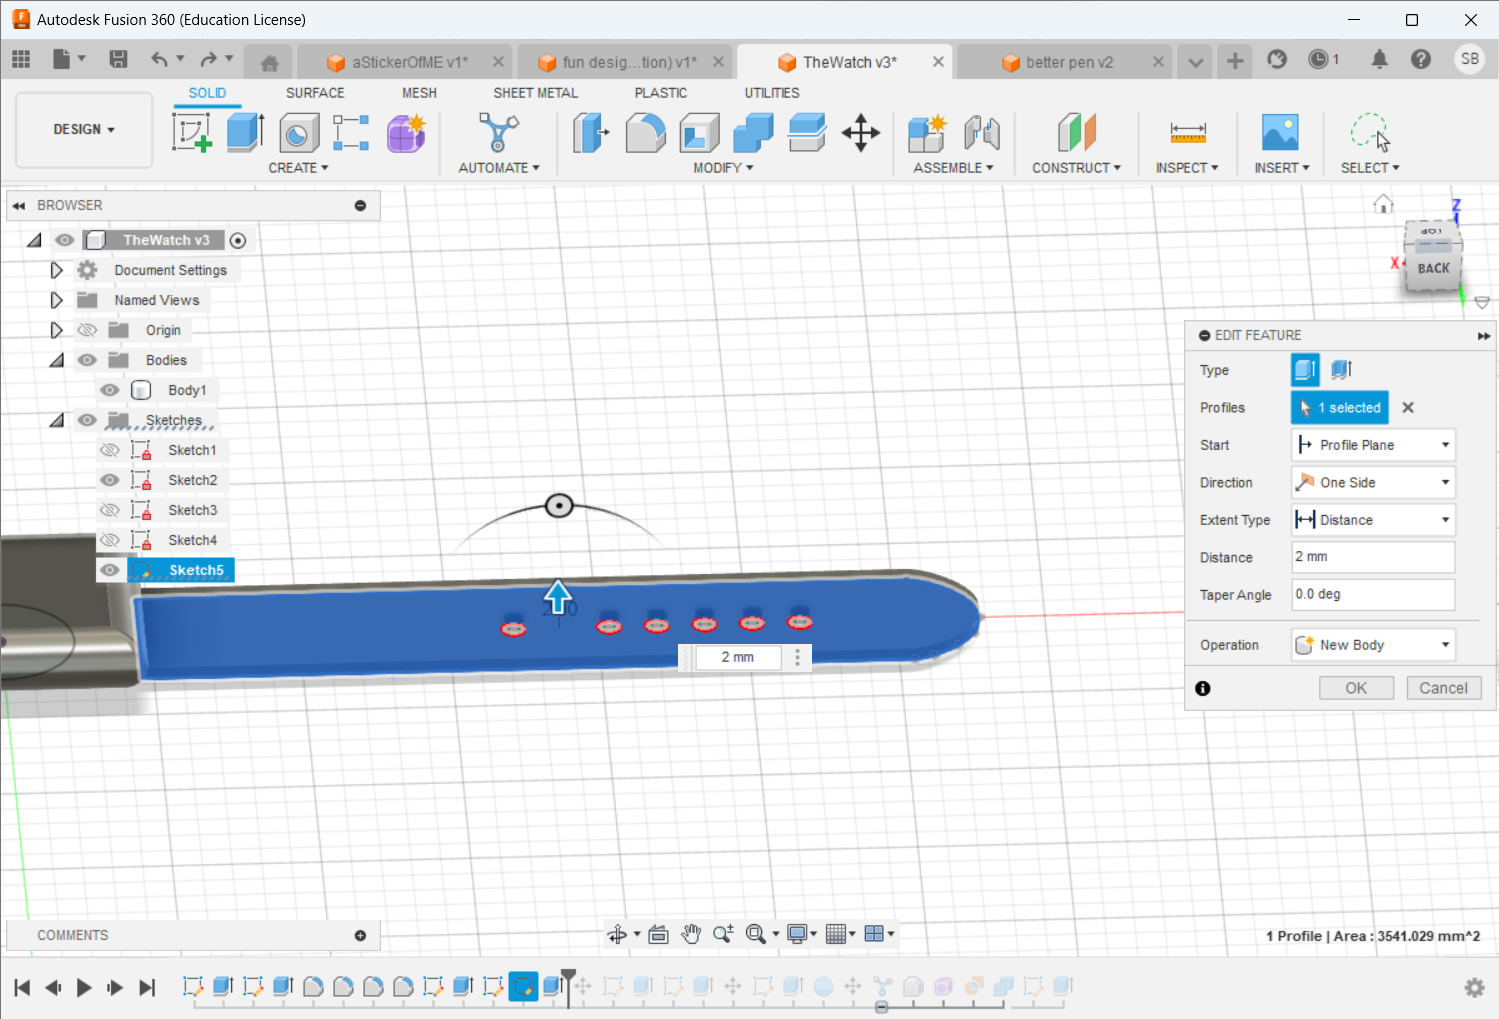 Autodesk Fusion 360 (Education License)
aStickerOfME v1*
fun desig...tion) v1*
TheWatch v3*
better pen v2
1
SB
SOLID
SURFACE
MESH
SHEET METAL
PLASTIC
UTILITIES
DESIGN
CREATE
AUTOMATE
MODIFY
ASSEMBLE
CONSTRUCT
INSPECT
INSERT
SELECT
BROWSER
TheWatch v3
Document Settings
Named Views
Origin
Bodies
Body1
Sketches
Sketch1
Sketch2
Sketch3
Sketch4
Sketch5
Z
TOP
X
BACK
EDIT FEATURE
Type
Profiles
1 selected
Start
Profile Plane
Direction
One Side
Extent Type
Distance
Distance
2 mm
Taper Angle
0.0 deg
Operation
New Body
OK
Cancel
2 mm
COMMENTS
1 Profile | Area : 3541.029 mm^2